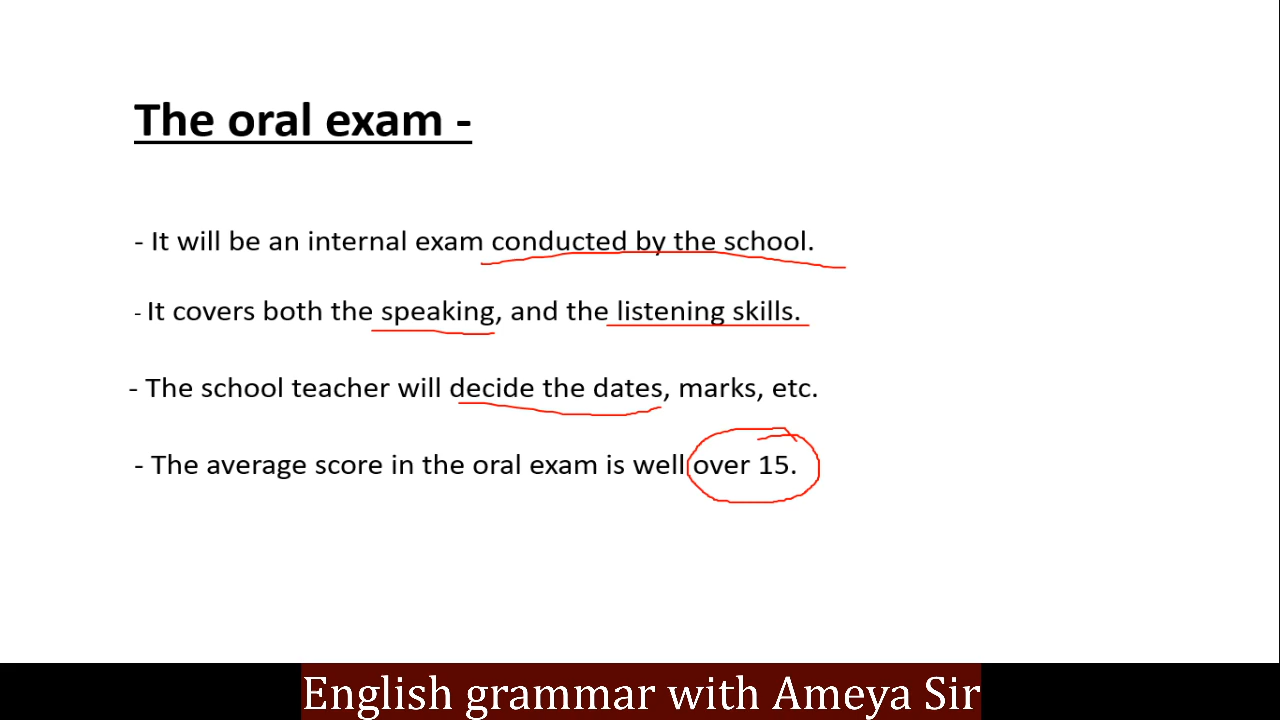 The oral exam -
- It will be an internal exam conducted by the school.
- It covers both the speaking, and the listening skills.
- The school teacher will decide the dates, marks, etc.
- The average score in the oral exam is well over 15.
English grammar with Ameya Sir